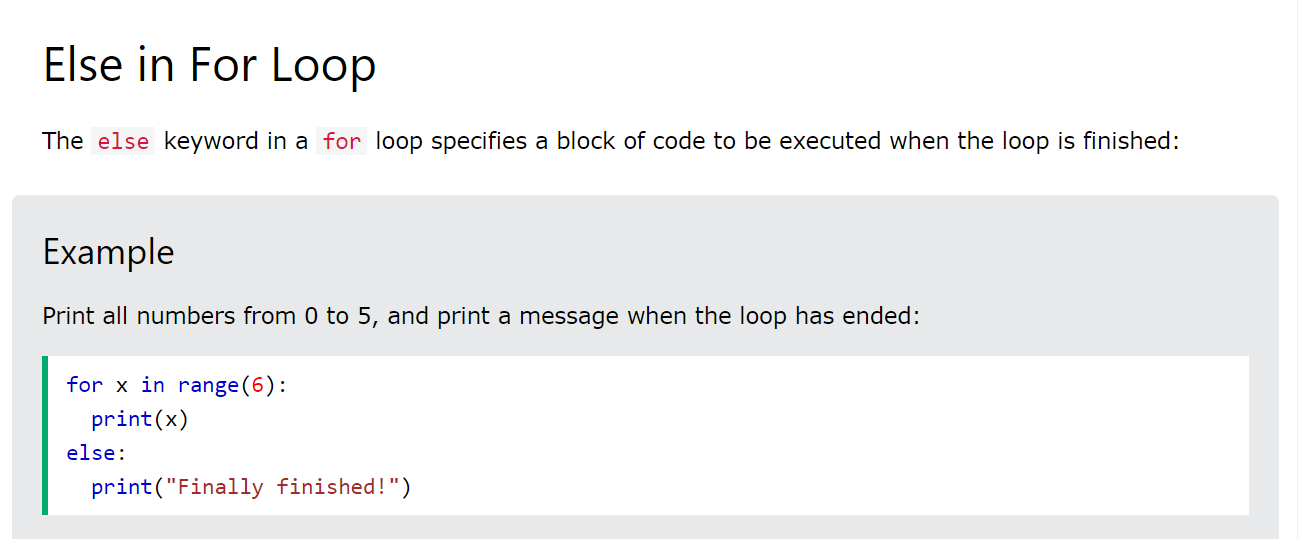 Else in For Loop
The else keyword in a for loop specifies a block of code to be executed when the loop is finished:
Example
Print all numbers from 0 to 5, and print a message when the loop has ended:
for x in range(6):
  print(x)
else:
  print("Finally finished!")